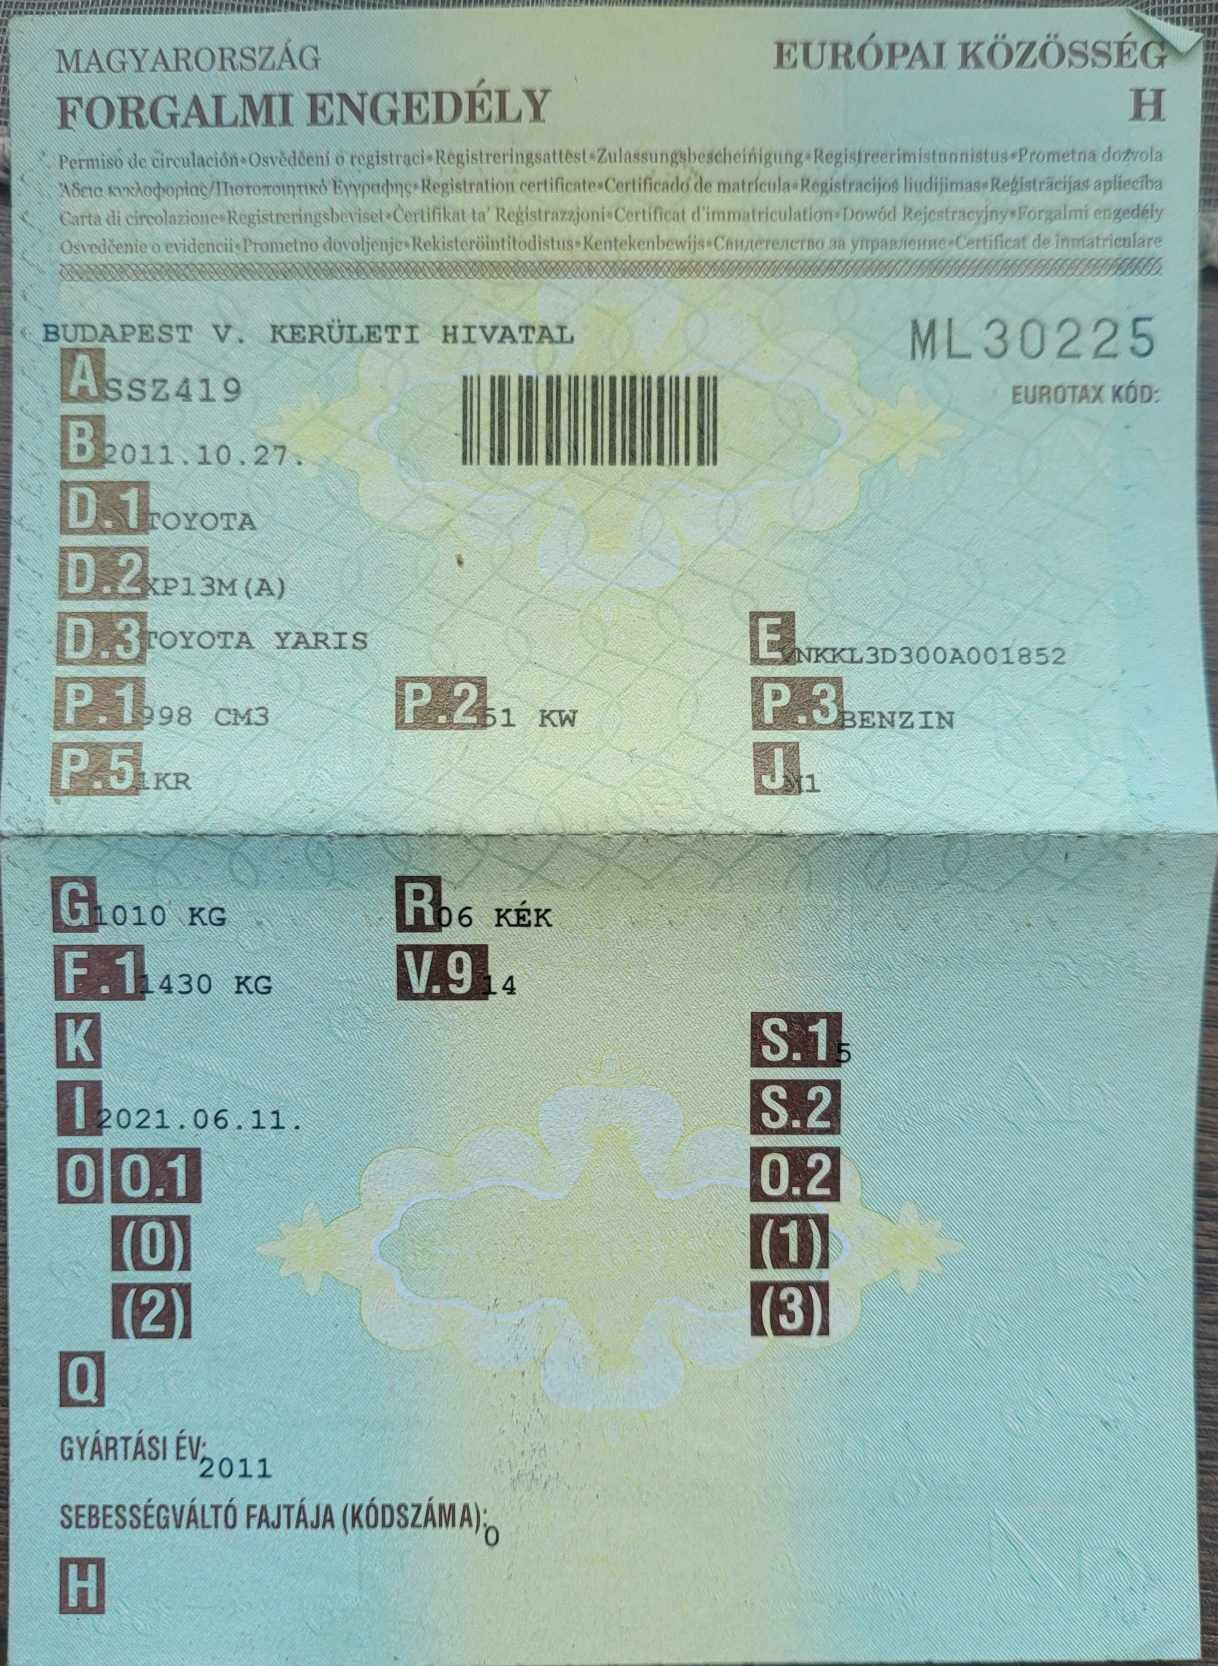 MAGYARORSZÁG EURÓPAI KÖZÖSSÉG
FORGALMI ENGEDÉLY H
Permiso de circulación•Osvědčení o registraci•Registreringsattest•Zulassungsbescheinigung•Registreerimistunnistus•Prometna dozvola
Άδεια κυκλοφορίας/Πιστοποιητικό Έγγραφης•Registration certificate•Certificado de matrícula•Registracijos liudijimas•Reģistrācijas apliecība
Carta di circolazione•Registreringsbeviset•Ċertifikat ta' Reġistrazzjoni•Certificat d'immatriculation•Dowód Rejestracyjny•Forgalmi engedély
Osvedčenie o evidencii•Prometno dovoljenje•Rekisteröintitodistus•Kentekenbewijs•Свидетелство за управление•Certificat de înmatriculare
BUDAPEST V. KERÜLETI HIVATAL ML30225
A SSZ419 EUROTAX KÓD:
B 2011.10.27.
D.1 TOYOTA
D.2 XP13M(A)
D.3 TOYOTA YARIS E VNKKL3D300A001852
P.1 998 CM3 P.2 51 KW P.3 BENZIN
P.5 1KR J M1
G 1010 KG R 06 KÉK
F.1 1430 KG V.9 14
K S.1 5
I 2021.06.11. S.2
O O.1 O.2
(0) (1)
(2) (3)
Q
GYÁRTÁSI ÉV: 2011
SEBESSÉGVÁLTÓ FAJTÁJA (KÓDSZÁMA): 0
H